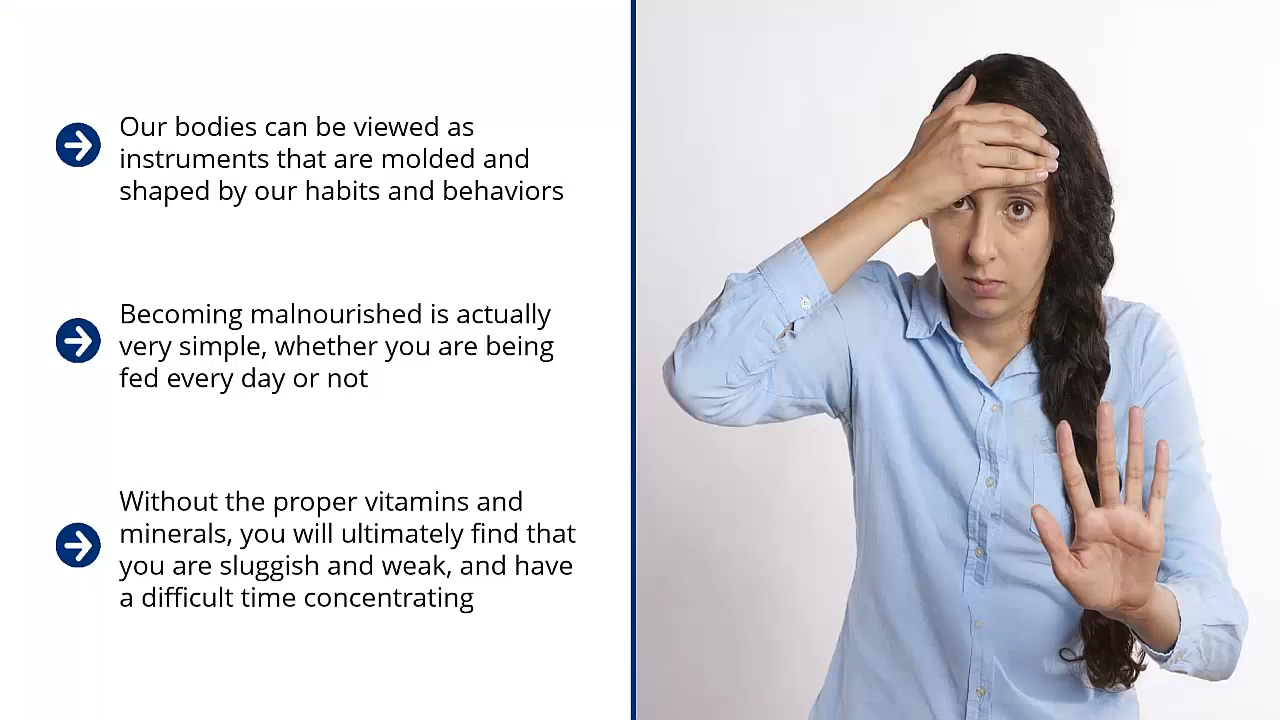 Our bodies can be viewed as
instruments that are molded and
shaped by our habits and behaviors
Becoming malnourished is actually
very simple, whether you are being
fed every day or not
Without the proper vitamins and
minerals, you will ultimately find that
you are sluggish and weak, and have
a difficult time concentrating